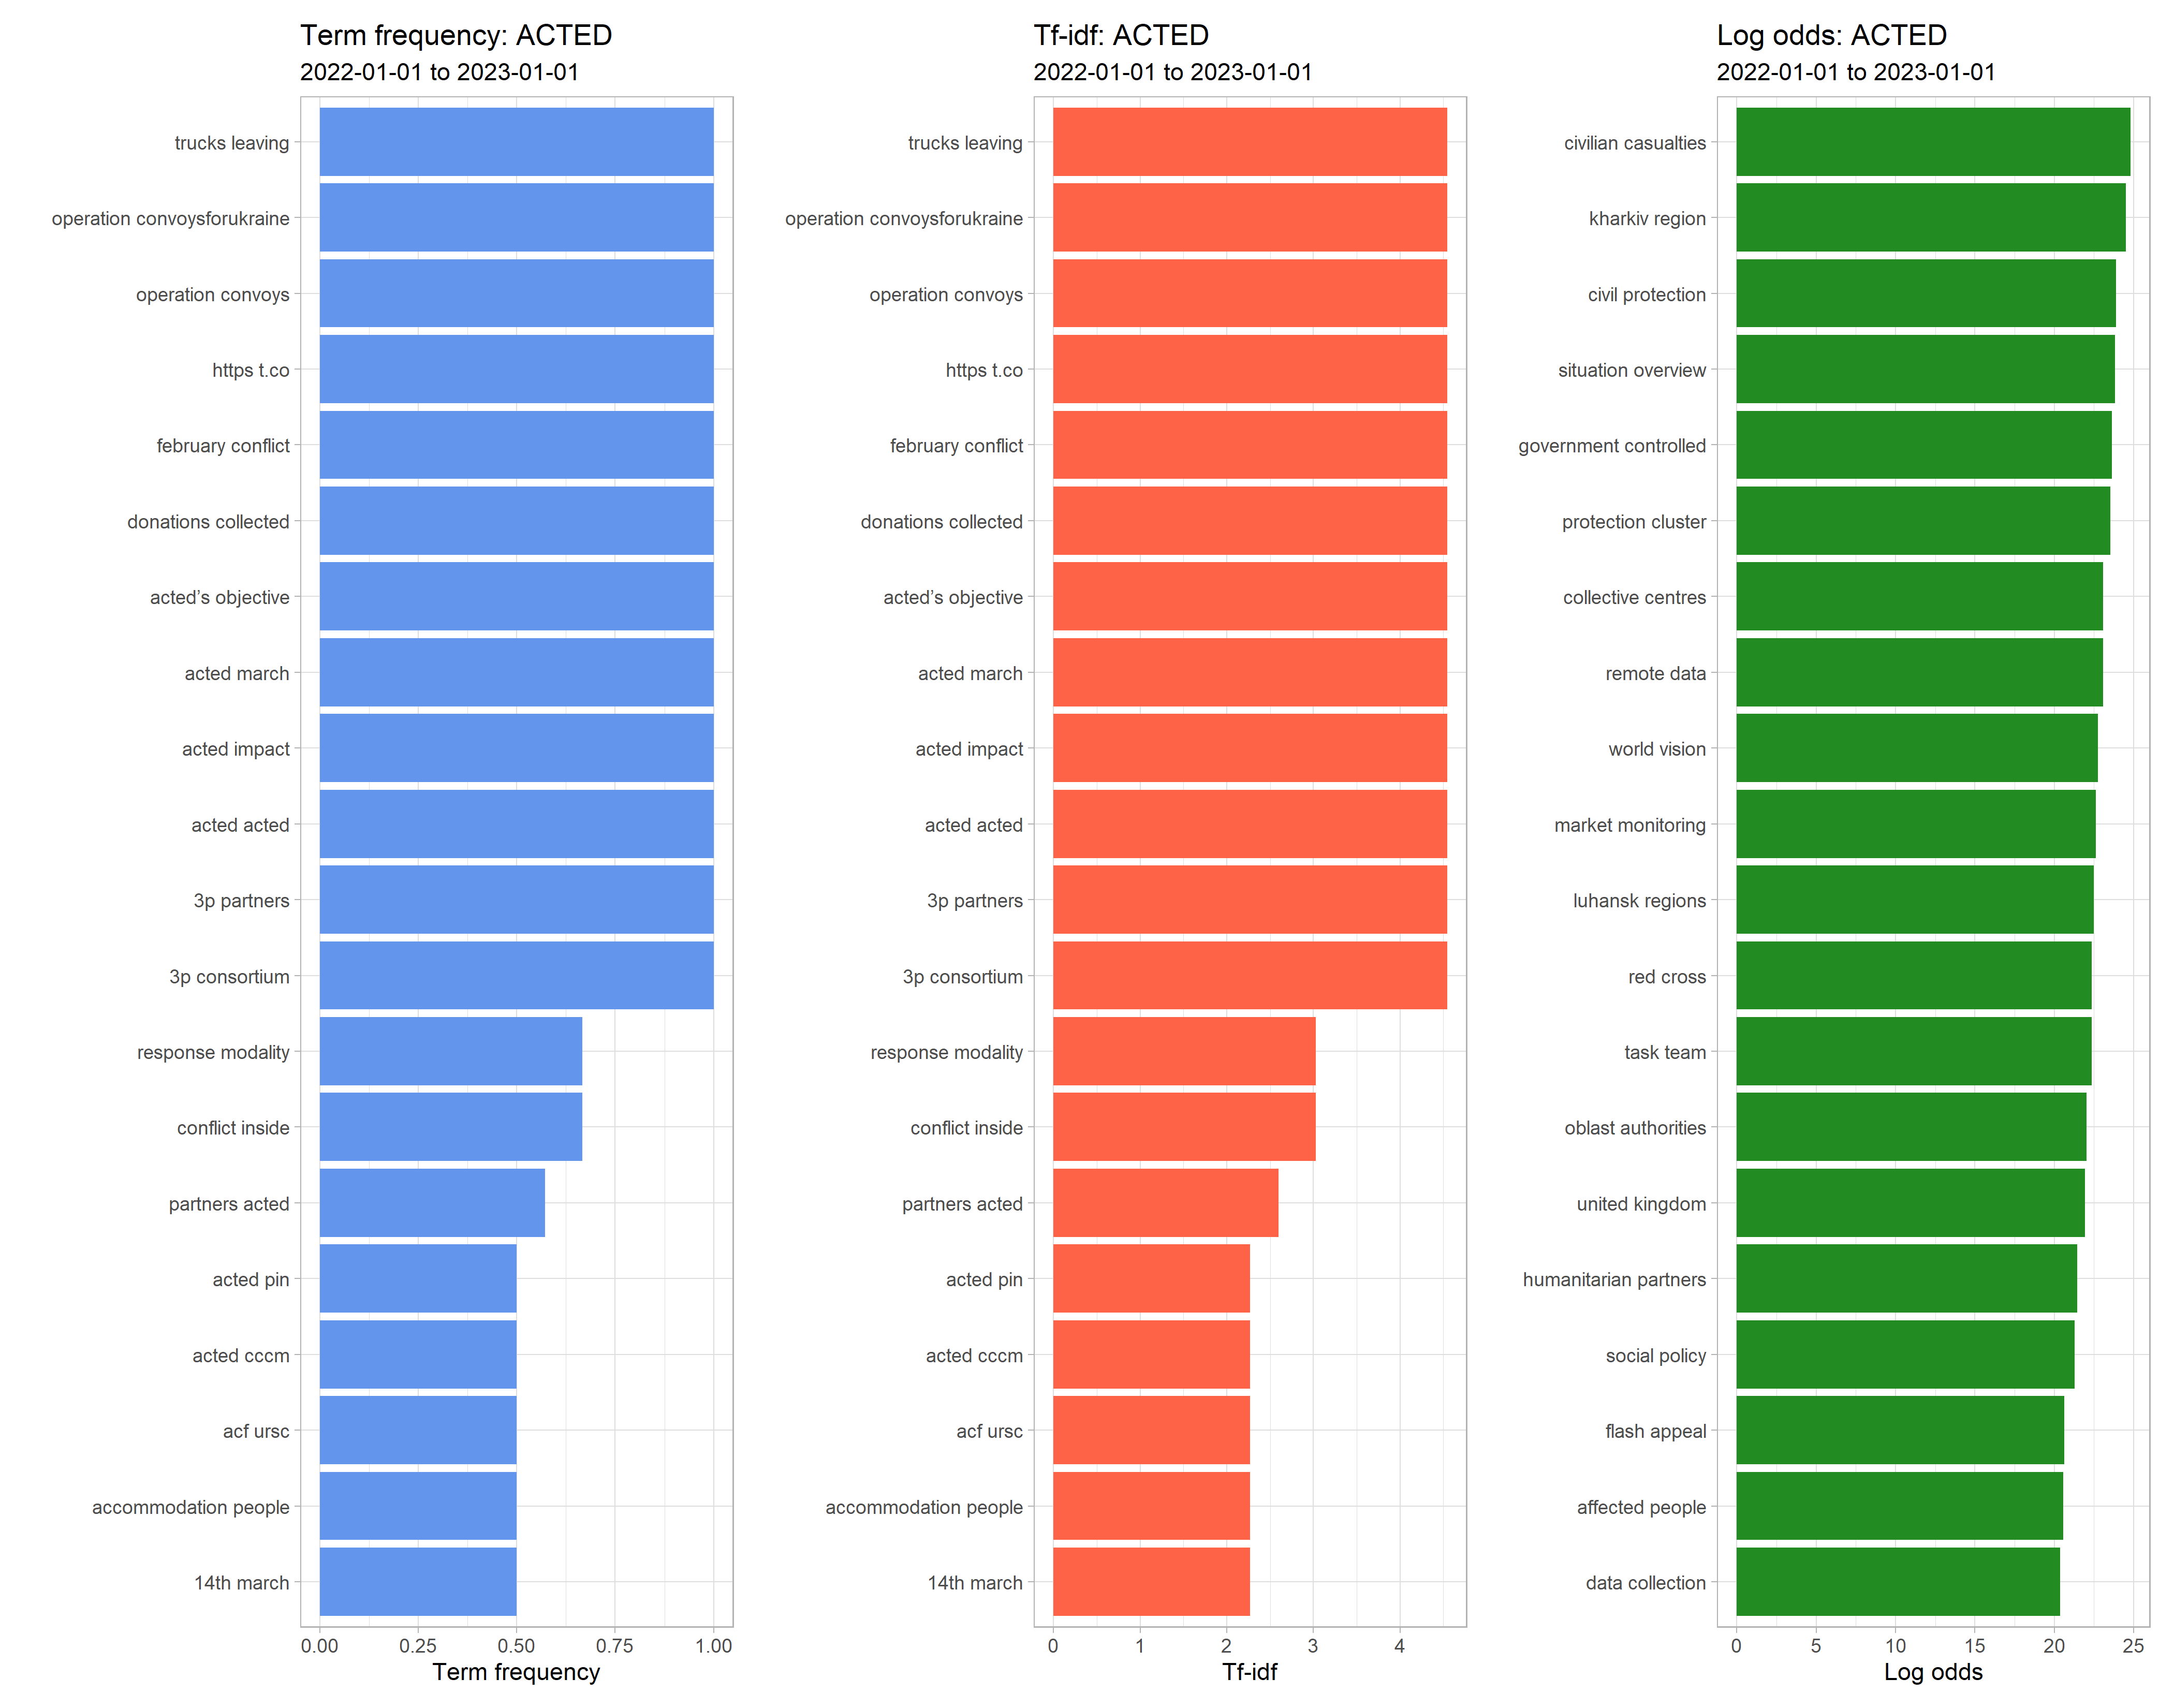 Term frequency: ACTED
2022-01-01 to 2023-01-01
trucks leaving
operation convoysforukraine
operation convoys
https t.co
february conflict
donations collected
acted’s objective
acted march
acted impact
acted acted
3p partners
3p consortium
response modality
conflict inside
partners acted
acted pin
acted cccm
acf ursc
accommodation people
14th march
0.00 0.25 0.50 0.75 1.00
Term frequency
Tf-idf: ACTED
2022-01-01 to 2023-01-01
trucks leaving
operation convoysforukraine
operation convoys
https t.co
february conflict
donations collected
acted’s objective
acted march
acted impact
acted acted
3p partners
3p consortium
response modality
conflict inside
partners acted
acted pin
acted cccm
acf ursc
accommodation people
14th march
0 1 2 3 4
Tf-idf
Log odds: ACTED
2022-01-01 to 2023-01-01
civilian casualties
kharkiv region
civil protection
situation overview
government controlled
protection cluster
collective centres
remote data
world vision
market monitoring
luhansk regions
red cross
task team
oblast authorities
united kingdom
humanitarian partners
social policy
flash appeal
affected people
data collection
0 5 10 15 20 25
Log odds